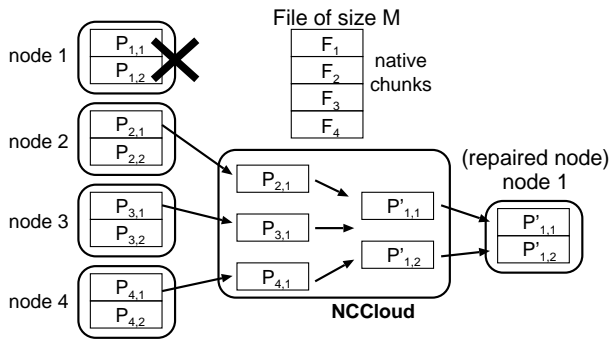 File of size M
F1
F2
F3
F4
native
chunks
node 1
P1,1
P1,2
node 2
P2,1
P2,2
node 3
P3,1
P3,2
node 4
P4,1
P4,2
P2,1
P3,1
P4,1
P'1,1
P'1,2
NCCloud
(repaired node)
node 1
P'1,1
P'1,2